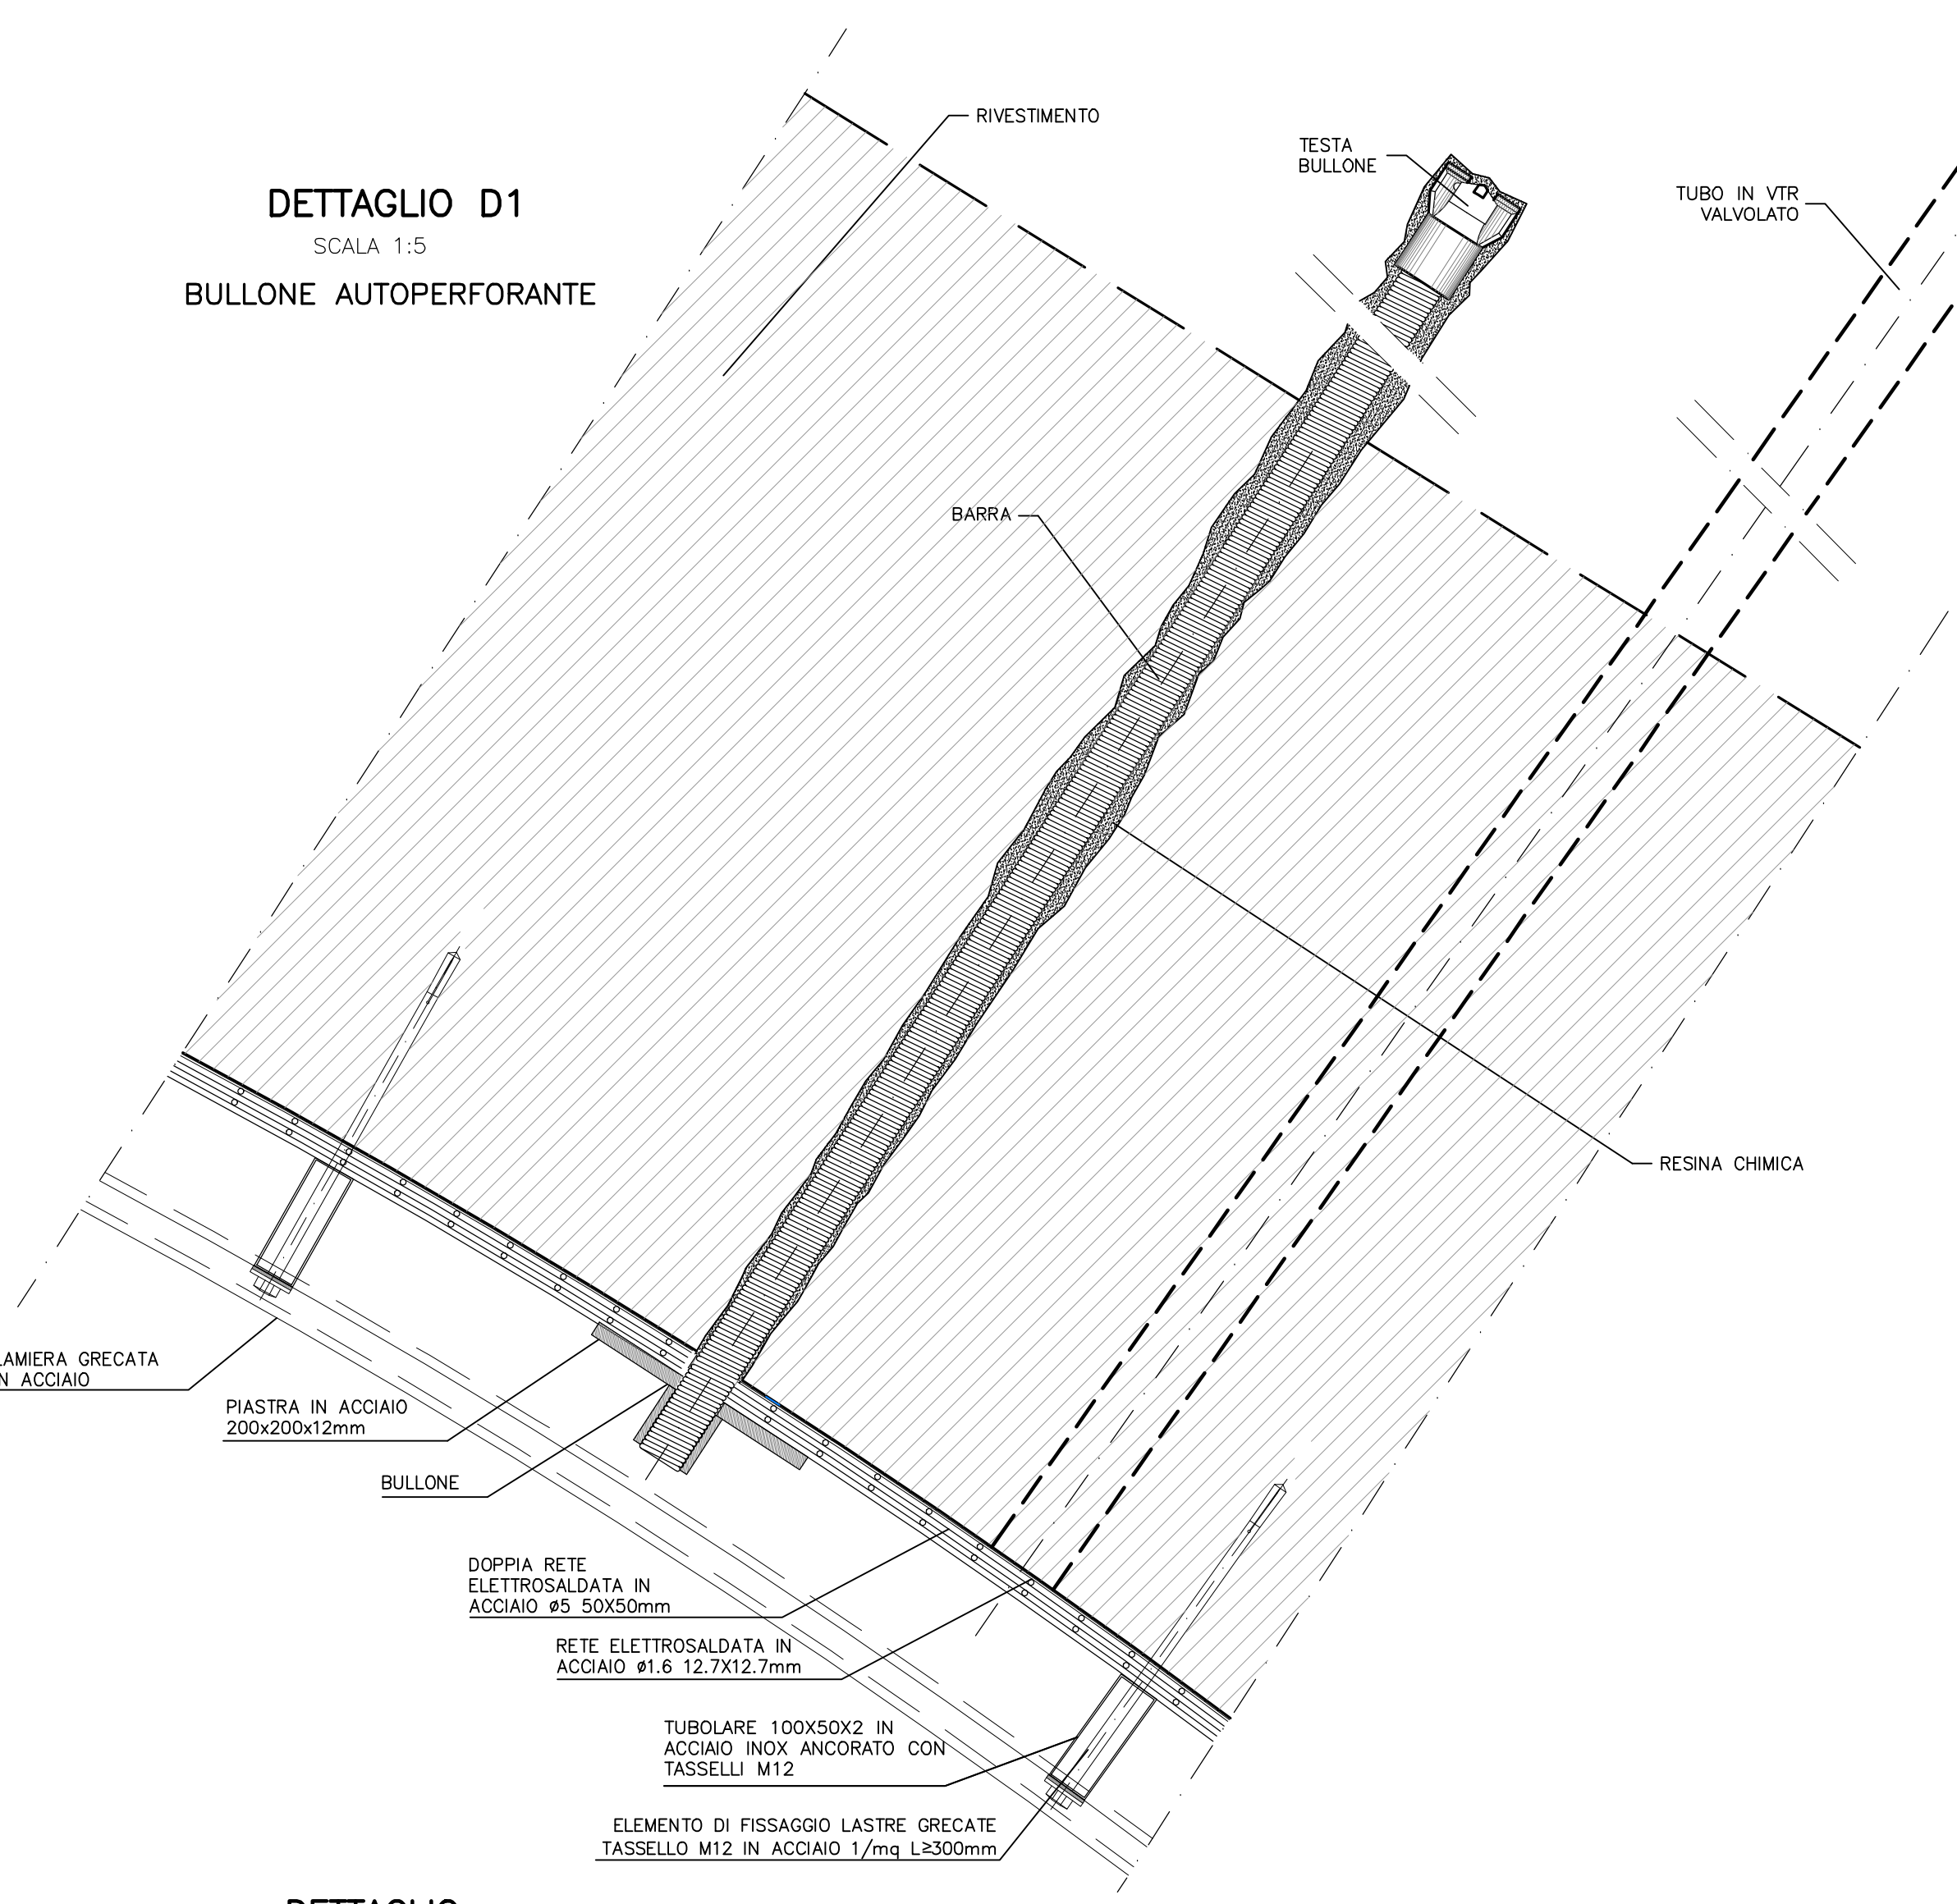 DETTAGLIO D1
SCALA 1:5
BULLONE AUTOPERFORANTE
RIVESTIMENTO
TESTA
BULLONE
D
TUBO IN VTR
VALVOLATO
BARRA
RESINA CHIMICA
LAMIERA GRECATA
IN ACCIAIO
PIASTRA IN ACCIAIO
200x200x12mm
BULLONE
DOPPIA RETE
ELETTROSALDATA IN
ACCIAIO ø5 50X50mm
RETE ELETTROSALDATA IN
ACCIAIO ø1.6 12.7X12.7mm
TUBOLARE 100X50X2 IN
ACCIAIO INOX ANCORATO CON
TASSELLI M12
ELEMENTO DI FISSAGGIO LASTRE GRECATE
TASSELLO M12 IN ACCIAIO 1/mq L≥300mm
DETTAGLIO